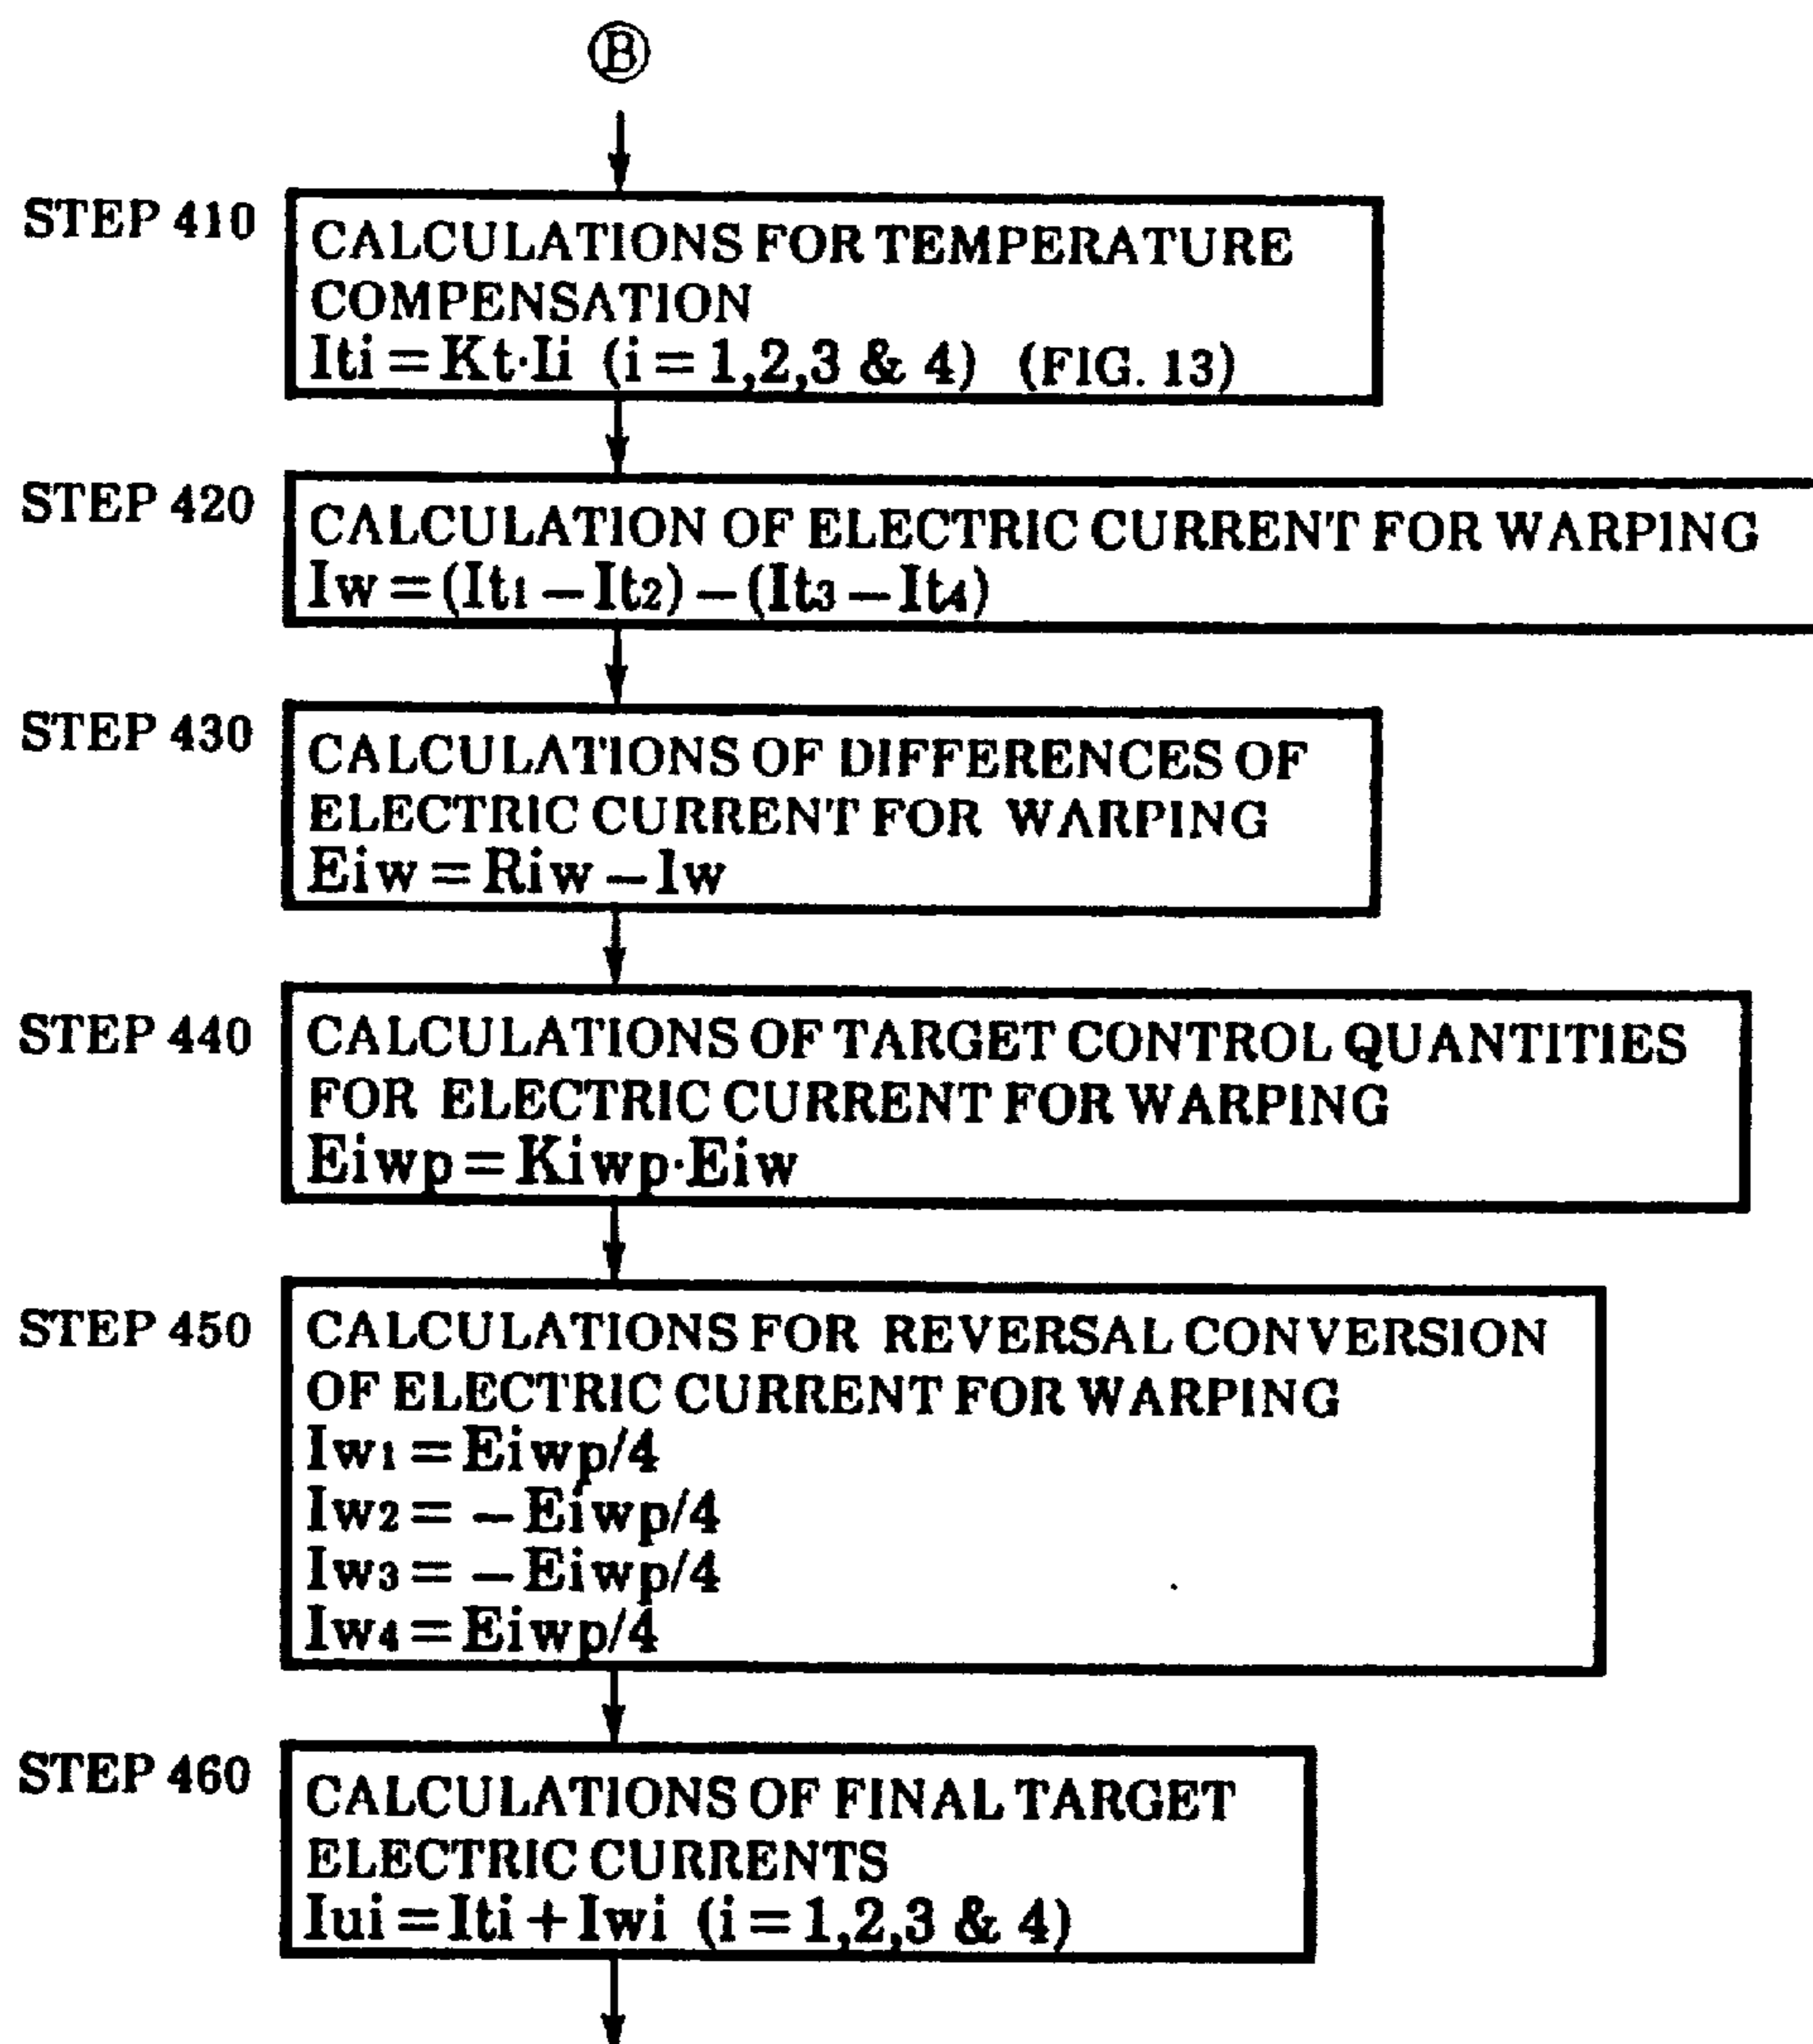 B
STEP 410
CALCULATIONS FOR TEMPERATURE
COMPENSATION
Iti = Kt·Ii (i = 1,2,3 & 4) (FIG. 13)
STEP 420
CALCULATION OF ELECTRIC CURRENT FOR WARPING
Iw = (It1 – It2) – (It3 – It4)
STEP 430
CALCULATIONS OF DIFFERENCES OF
ELECTRIC CURRENT FOR WARPING
Eiw = Riw – Iw
STEP 440
CALCULATIONS OF TARGET CONTROL QUANTITIES
FOR ELECTRIC CURRENT FOR WARPING
Eiwp = Kiwp·Eiw
STEP 450
CALCULATIONS FOR REVERSAL CONVERSION
OF ELECTRIC CURRENT FOR WARPING
Iw1 = Eiwp/4
Iw2 = – Eiwp/4
Iw3 = – Eiwp/4
Iw4 = Eiwp/4
STEP 460
CALCULATIONS OF FINAL TARGET
ELECTRIC CURRENTS
Iui = Iti + Iwi (i = 1,2,3 & 4)